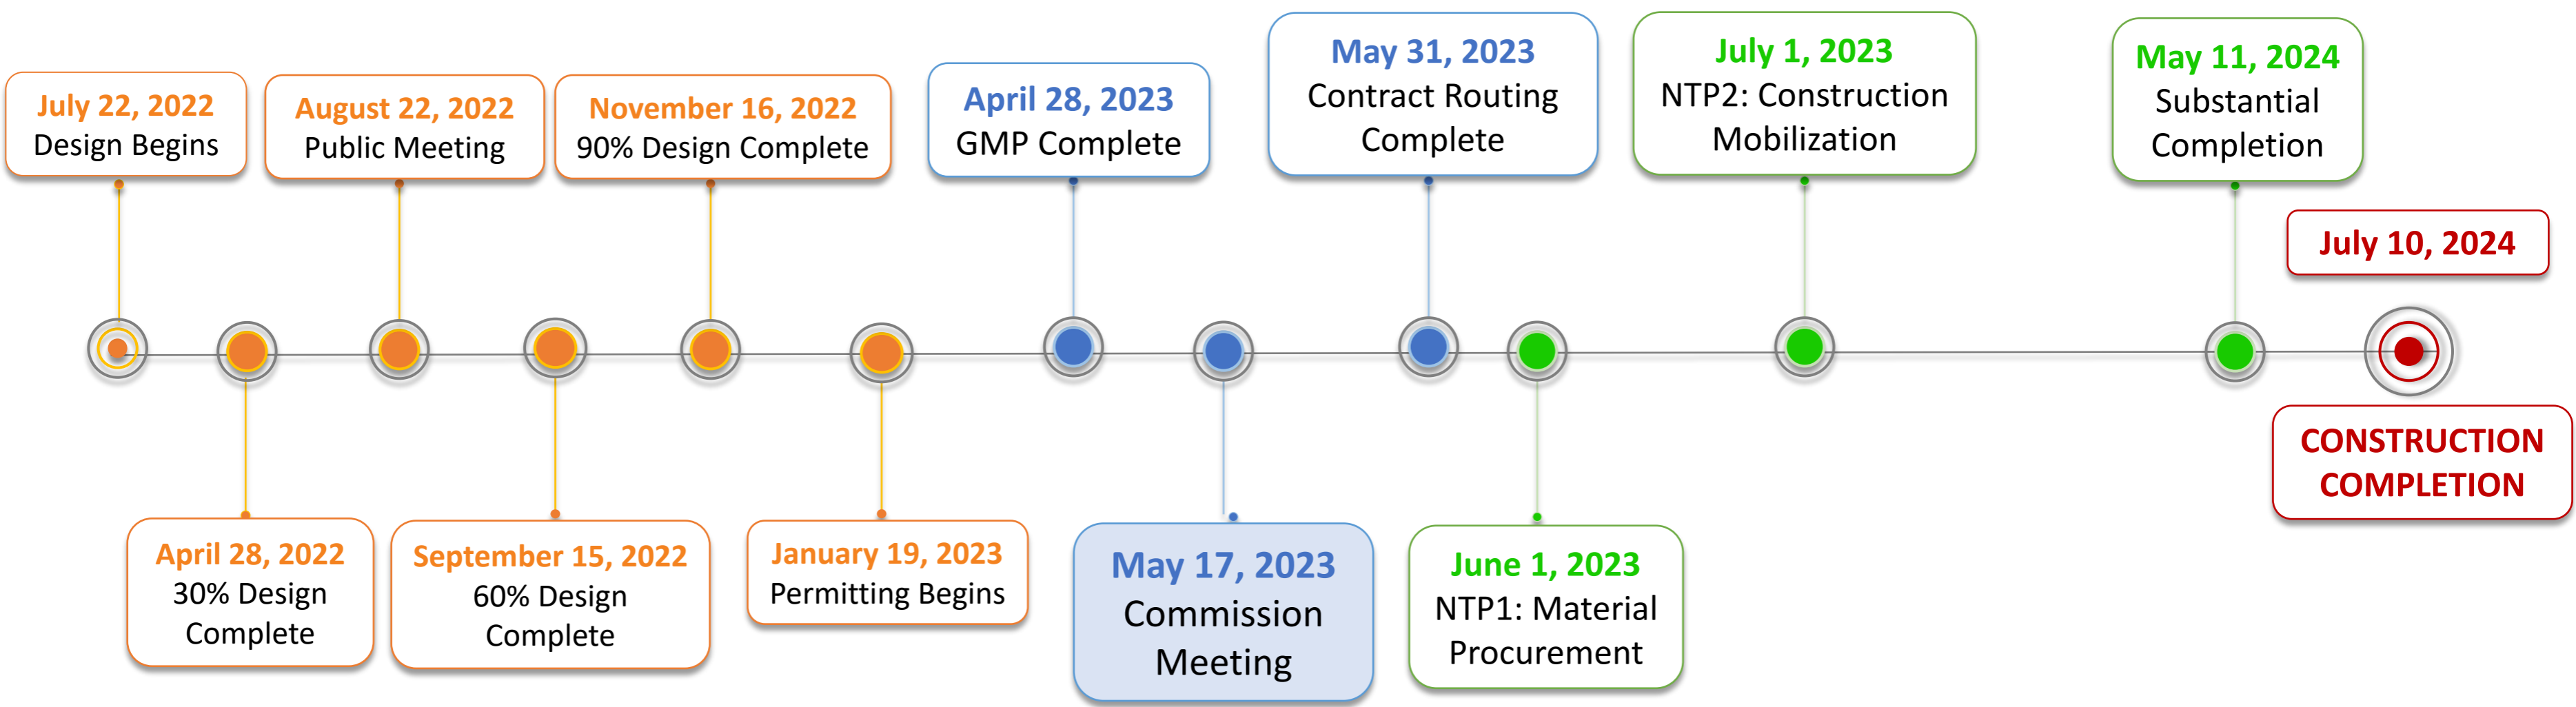 July 22, 2022
Design Begins
August 22, 2022
Public Meeting
November 16, 2022
90% Design Complete
April 28, 2023
GMP Complete
May 31, 2023
Contract Routing
Complete
July 1, 2023
NTP2: Construction
Mobilization
May 11, 2024
Substantial
Completion
July 10, 2024
CONSTRUCTION
COMPLETION
April 28, 2022
30% Design
Complete
September 15, 2022
60% Design
Complete
January 19, 2023
Permitting Begins
May 17, 2023
Commission
Meeting
June 1, 2023
NTP1: Material
Procurement